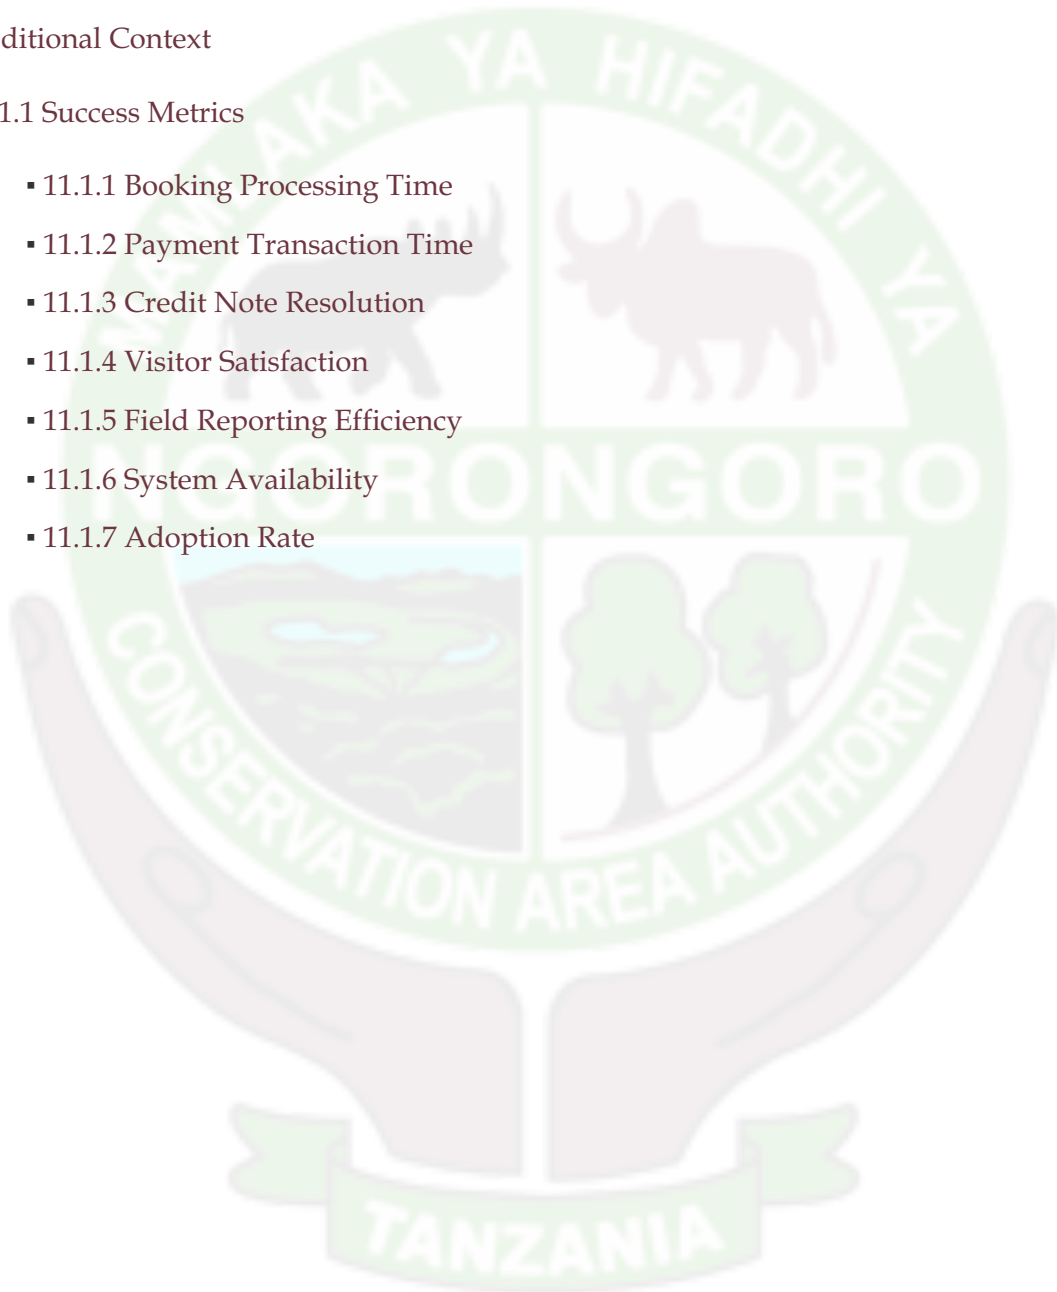 ditional Context
1.1 Success Metrics
▪ 11.1.1 Booking Processing Time
▪ 11.1.2 Payment Transaction Time
▪ 11.1.3 Credit Note Resolution
▪ 11.1.4 Visitor Satisfaction
▪ 11.1.5 Field Reporting Efficiency
▪ 11.1.6 System Availability
▪ 11.1.7 Adoption Rate
MAMLAKA YA HIFADHI YA
NGORONGORO
CONSERVATION AREA AUTHORITY
TANZANIA